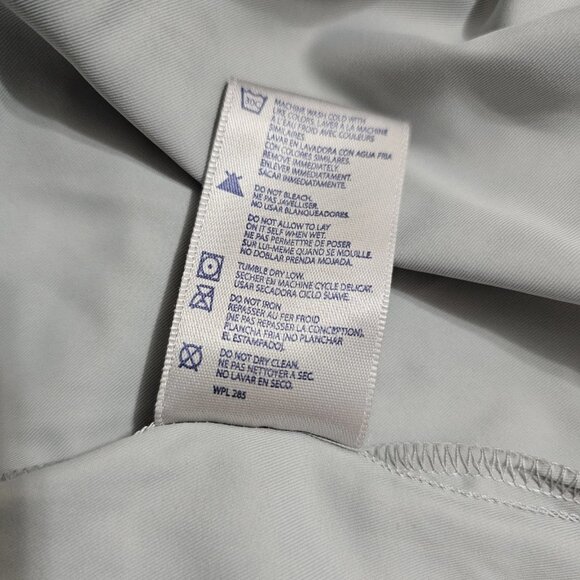 MACHINE WASH COLD WITH
LIKE COLORS. LAVER À LA MACHINE
À L'EAU FROID AVEC COULEURS
SIMILAIRES.
LAVAR EN LAVADORA CON AGUA FRIA
CON COLORES SIMILARES.
REMOVE IMMEDIATELY.
ENLEVER IMMEDIATAMENT.
SACAR IMMEDIATAMENTE.
DO NOT BLEACH.
NE PAS JAVELLISER.
NO USAR BLANQUEADORES.
DO NOT ALLOW TO LAY
ON IT SELF WHEN WET.
NE PAS PERMETTRE DE POSER
SUR LUI-MEME QUAND SE MOUILLE.
NO DOBLAR PRENDA MOJADA.
TUMBLE DRY LOW.
SECHER EN MACHINE CYCLE DELICAT.
USAR SECADORA CICLO SUAVE.
DO NOT IRON.
REPASSER AU FER FROID
(NE PAS REPASSER LA CONCEPTION).
PLANCHA FRIA (NO PLANCHAR
EL ESTAMPADO).
DO NOT DRY CLEAN.
NE PAS NETTOYER A SEC.
NO LAVAR EN SECO.
WPL 285